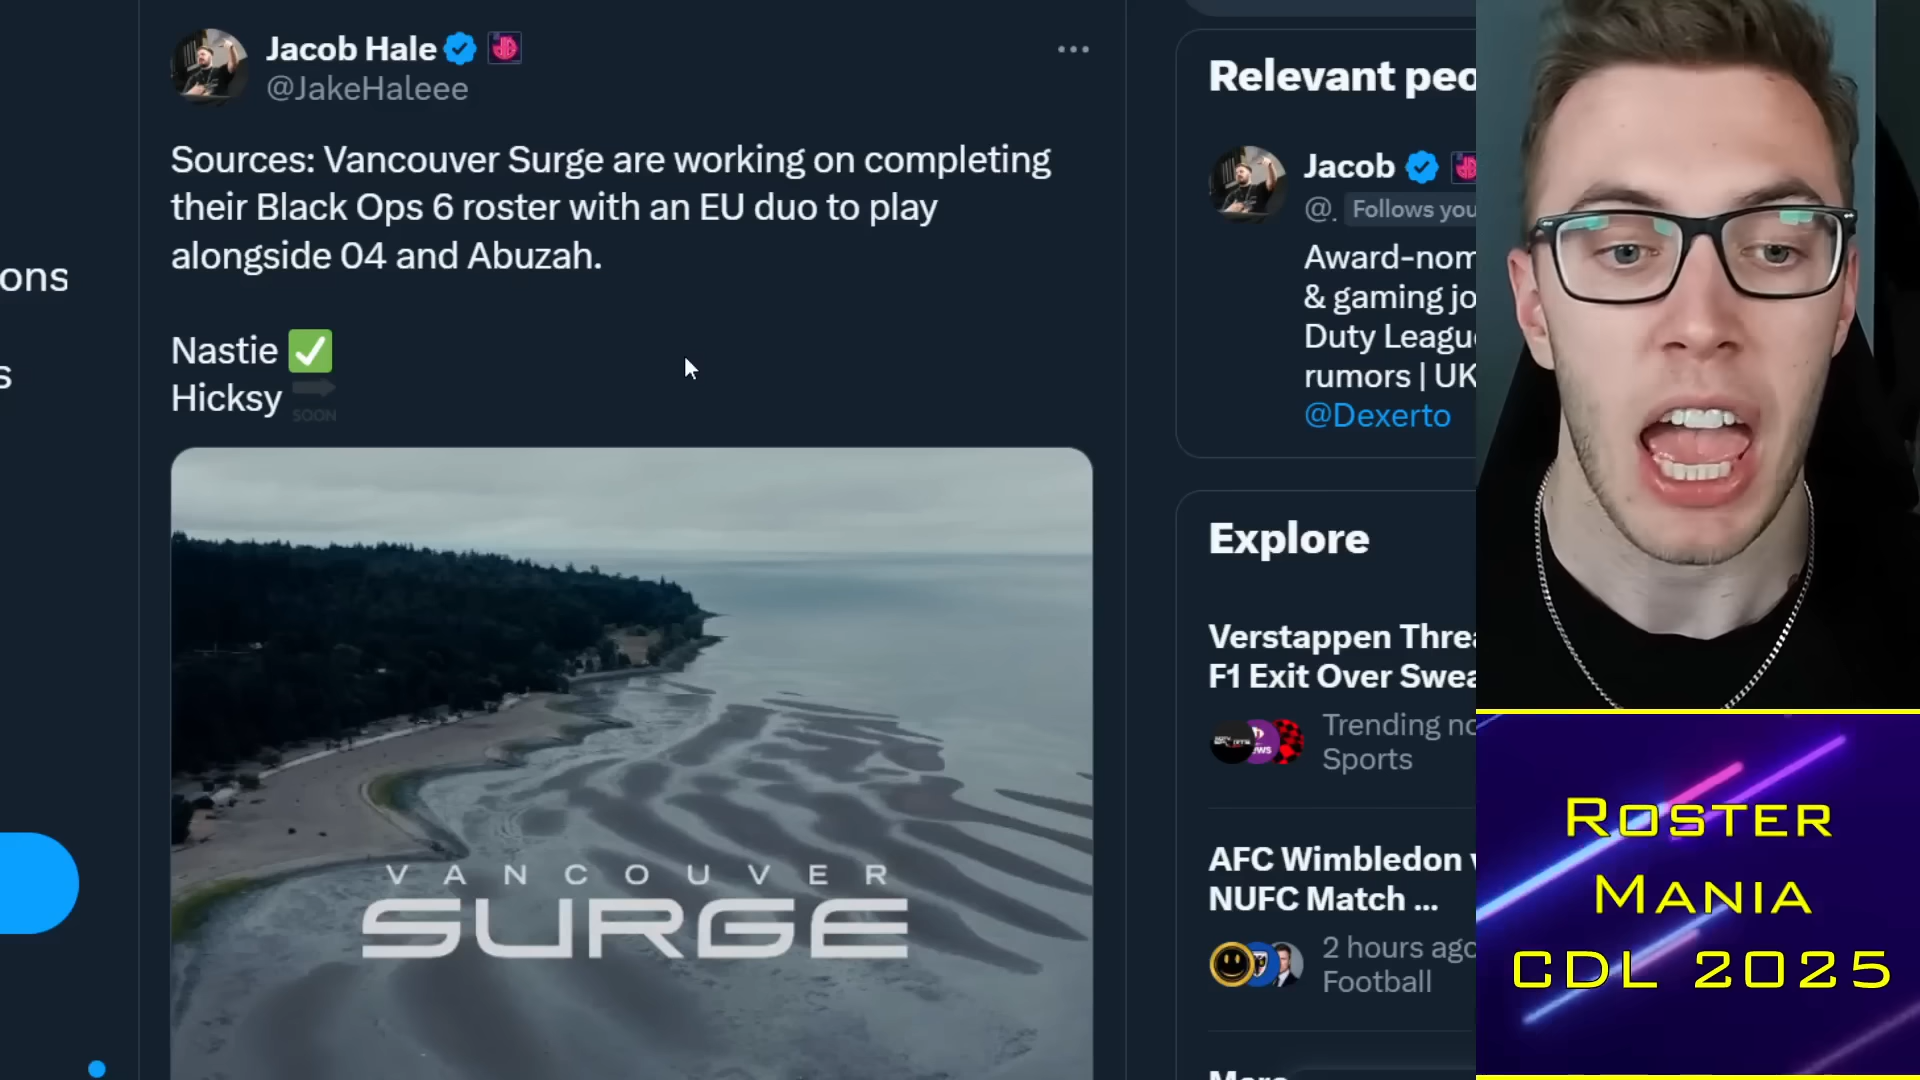 Jacob Hale
@JakeHaleee
Sources: Vancouver Surge are working on completing
their Black Ops 6 roster with an EU duo to play
alongside 04 and Abuzah.
Nastie ✅
Hicksy 🔜
SOON
VANCOUVER
SURGE
ons
s
Relevant peo
Jacob
@. Follows you
Award-nom
& gaming jo
Duty Leagu
rumors | UK
@Dexerto
Explore
Verstappen Threa
F1 Exit Over Swea
Trending no
Sports
AFC Wimbledon v
NUFC Match ...
2 hours ago
Football
More
Roster
Mania
CDL 2025